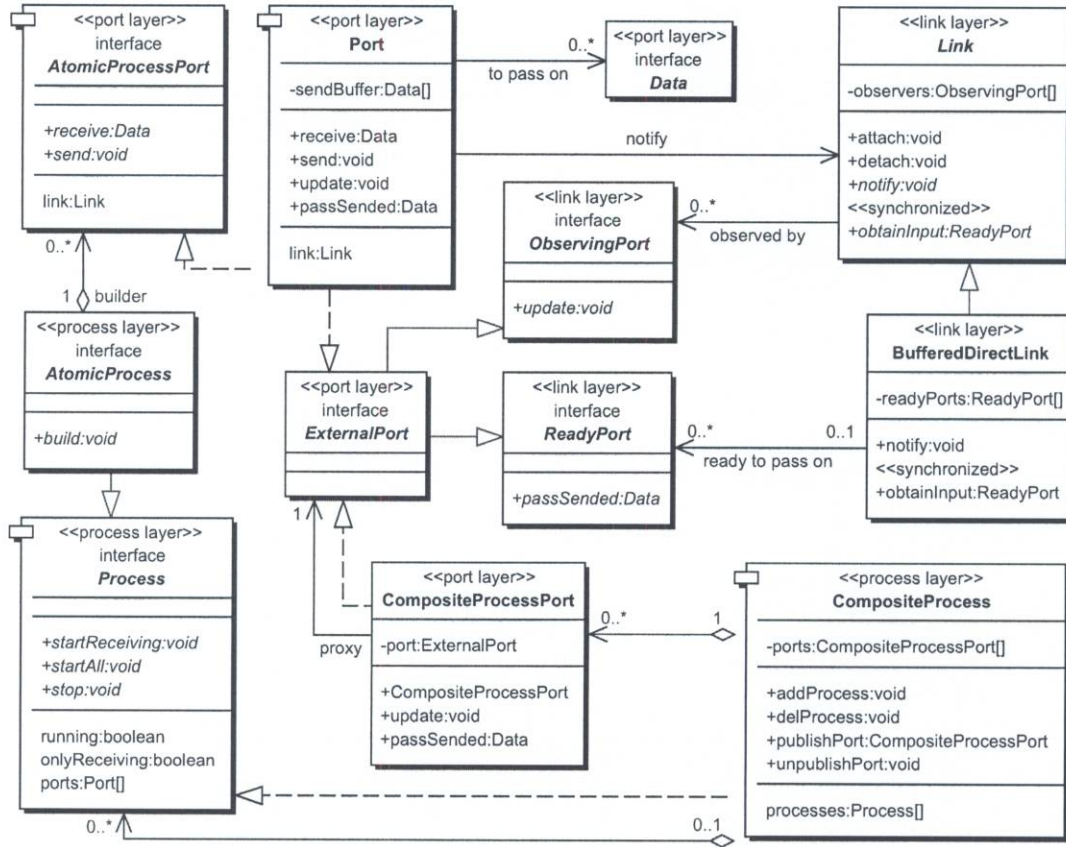 <<port layer>>
interface
AtomicProcessPort
+receive:Data
+send:void
link:Link
<<port layer>>
Port
-sendBuffer:Data[]
+receive:Data
+send:void
+update:void
+passSended:Data
link:Link
0..*
to pass on
<<port layer>>
interface
Data
<<link layer>>
Link
-observers:ObservingPort[]
+attach:void
+detach:void
+notify:void
<<synchronized>>
+obtainInput:ReadyPort
notify
<<link layer>>
interface
ObservingPort
+update:void
0..*
observed by
0..*
1
builder
<<process layer>>
interface
AtomicProcess
+build:void
<<port layer>>
interface
ExternalPort
<<link layer>>
interface
ReadyPort
+passSended:Data
0..*
0..1
ready to pass on
<<link layer>>
BufferedDirectLink
-readyPorts:ReadyPort[]
+notify:void
<<synchronized>>
+obtainInput:ReadyPort
<<process layer>>
interface
Process
+startReceiving:void
+startAll:void
+stop:void
running:boolean
onlyReceiving:boolean
ports:Port[]
1
proxy
<<port layer>>
CompositeProcessPort
-port:ExternalPort
+CompositeProcessPort
+update:void
+passSended:Data
0..*
1
<<process layer>>
CompositeProcess
-ports:CompositeProcessPort[]
+addProcess:void
+delProcess:void
+publishPort:CompositeProcessPort
+unpublishPort:void
processes:Process[]
0..*
0..1